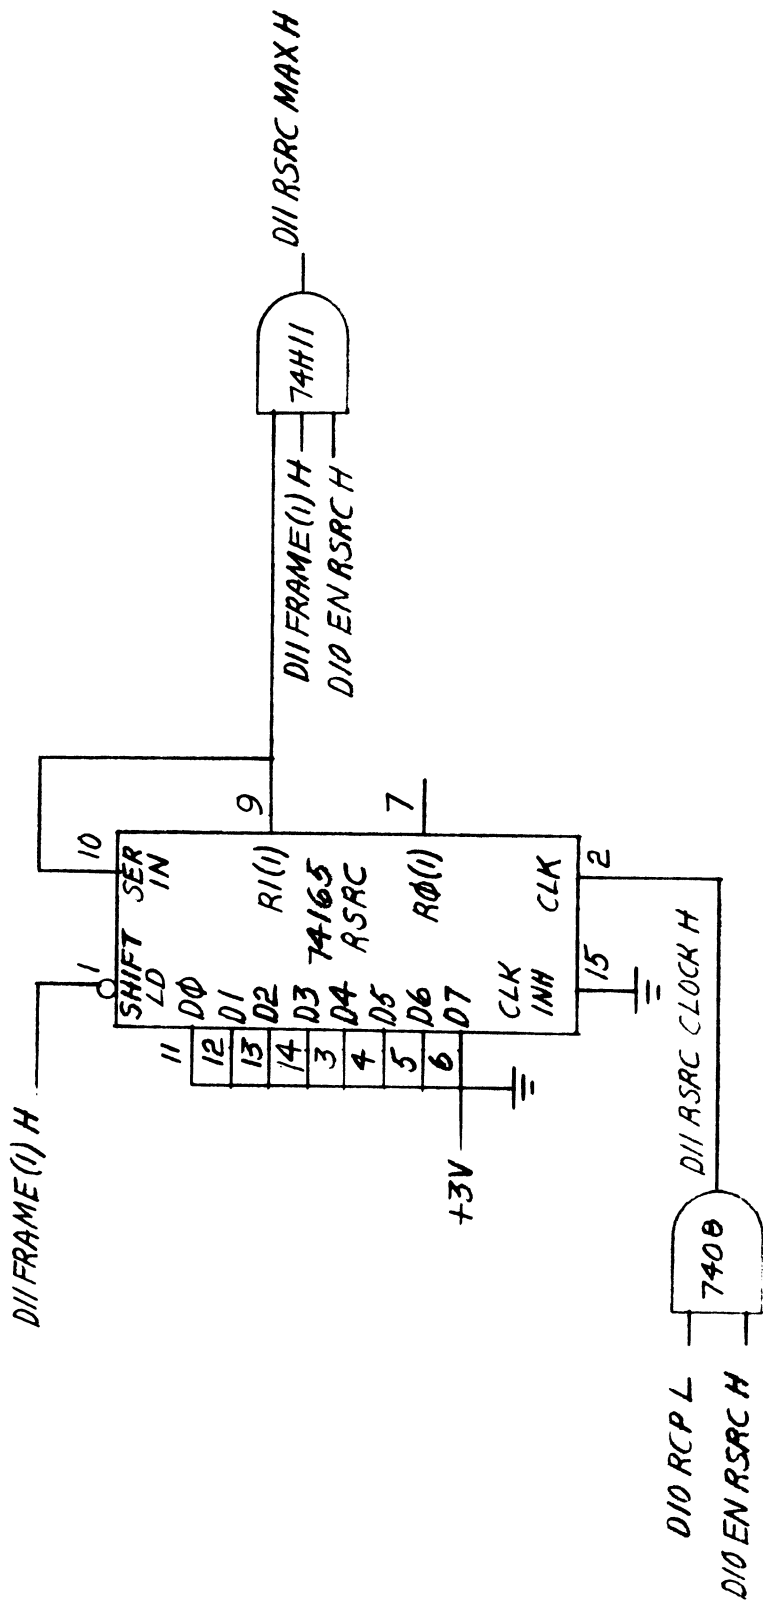 D11 FRAME(1) H
1
10
SHIFT
LD
SER
IN
11
DØ
12
D1
13
D2
14
D3
3
D4
4
D5
5
D6
6
D7
+3V
R1(1)
9
74165
RSRC
RØ(1)
7
CLK
INH
15
CLK
2
D11 FRAME(1) H
D10 EN RSRC H
74H11
D11 RSRC MAX H
D10 RCP L
D10 EN RSRC H
7408
D11 RSRC CLOCK H